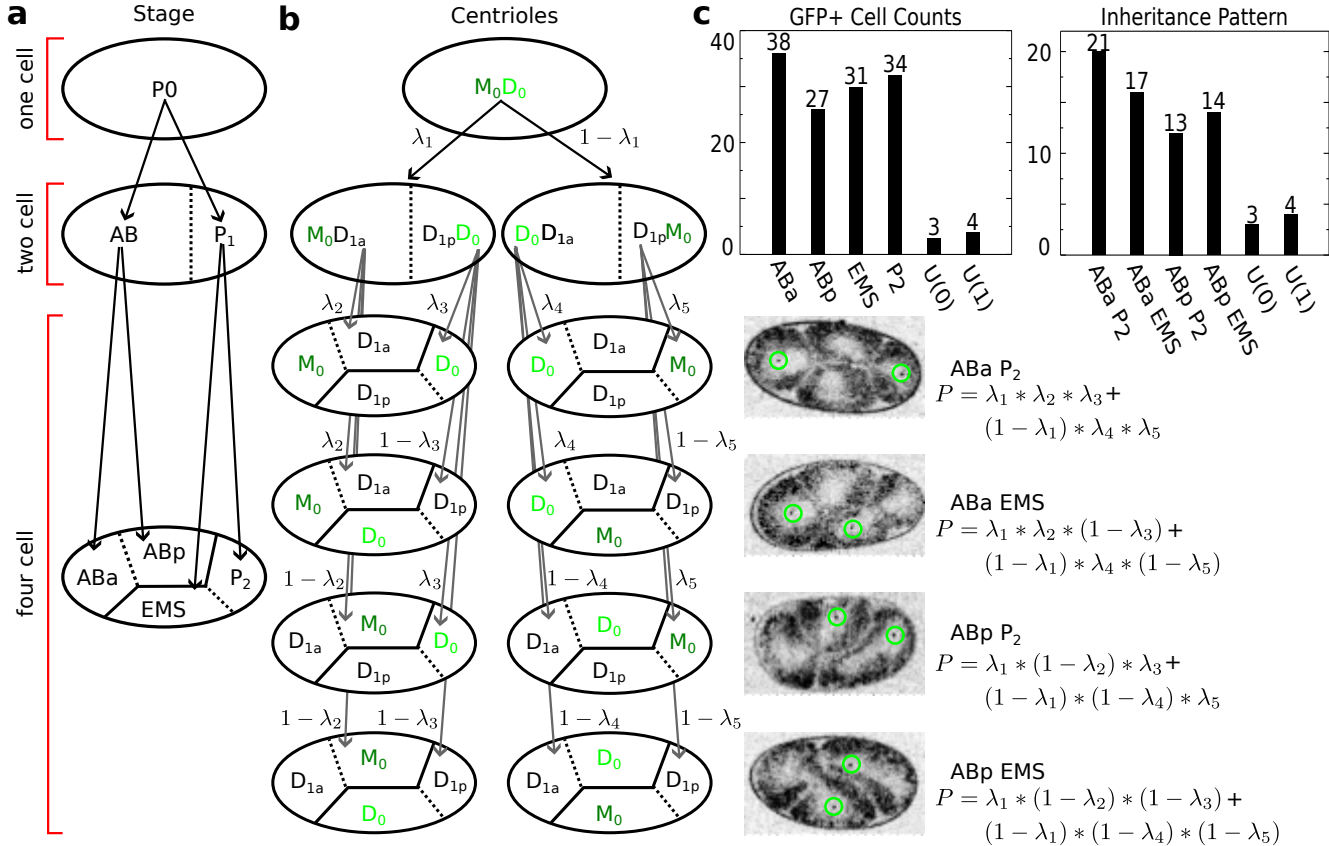 a
Stage
one cell
P0
two cell
AB
P₁
four cell
ABa
ABp
EMS
P₂
b
Centrioles
M₀D₀
λ₁
1 − λ₁
M₀D₁ₐ
D₁ₚD₀
D₀D₁ₐ
D₁ₚM₀
λ₂
λ₃
λ₄
λ₅
D₁ₐ
M₀
D₀
D₁ₚ
D₁ₐ
D₀
M₀
D₁ₚ
λ₂
1 − λ₃
λ₄
1 − λ₅
D₁ₐ
M₀
D₁ₚ
D₀
D₁ₐ
D₀
D₁ₚ
M₀
1 − λ₂
λ₃
1 − λ₄
λ₅
M₀
D₁ₐ
D₀
D₁ₚ
D₀
D₁ₐ
M₀
D₁ₚ
1 − λ₂
1 − λ₃
1 − λ₄
1 − λ₅
M₀
D₁ₐ
D₁ₚ
D₀
D₀
D₁ₐ
D₁ₚ
M₀
c
GFP+ Cell Counts
40
20
0
38
27
31
34
3
4
ABa
ABp
EMS
P2
U(0)
U(1)
Inheritance Pattern
20
10
0
21
17
13
14
3
4
ABa P2
ABa EMS
ABp P2
ABp EMS
U(0)
U(1)
ABa P₂
P = λ₁ ∗ λ₂ ∗ λ₃ +
(1 − λ₁) ∗ λ₄ ∗ λ₅
ABa EMS
P = λ₁ ∗ λ₂ ∗ (1 − λ₃) +
(1 − λ₁) ∗ λ₄ ∗ (1 − λ₅)
ABp P₂
P = λ₁ ∗ (1 − λ₂) ∗ λ₃ +
(1 − λ₁) ∗ (1 − λ₄) ∗ λ₅
ABp EMS
P = λ₁ ∗ (1 − λ₂) ∗ (1 − λ₃) +
(1 − λ₁) ∗ (1 − λ₄) ∗ (1 − λ₅)